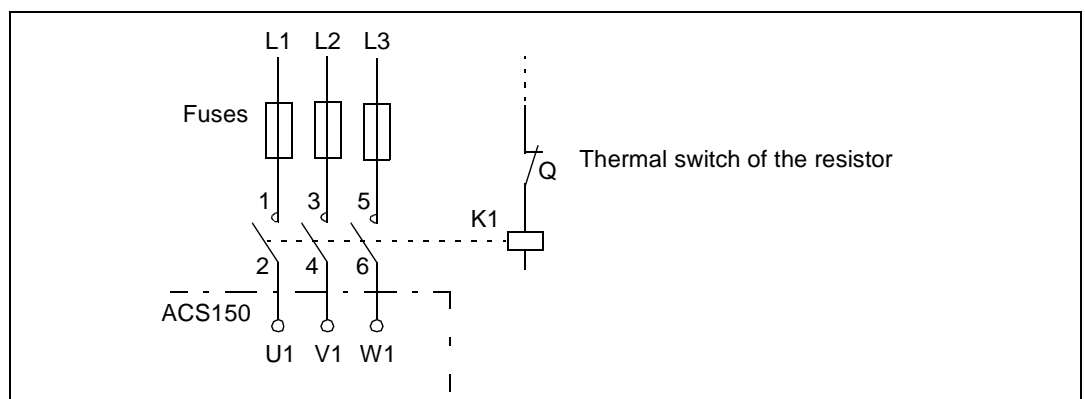 L1 L2 L3
Fuses
Thermal switch of the resistor
Q
1 3 5
K1
2 4 6
ACS150
U1 V1 W1